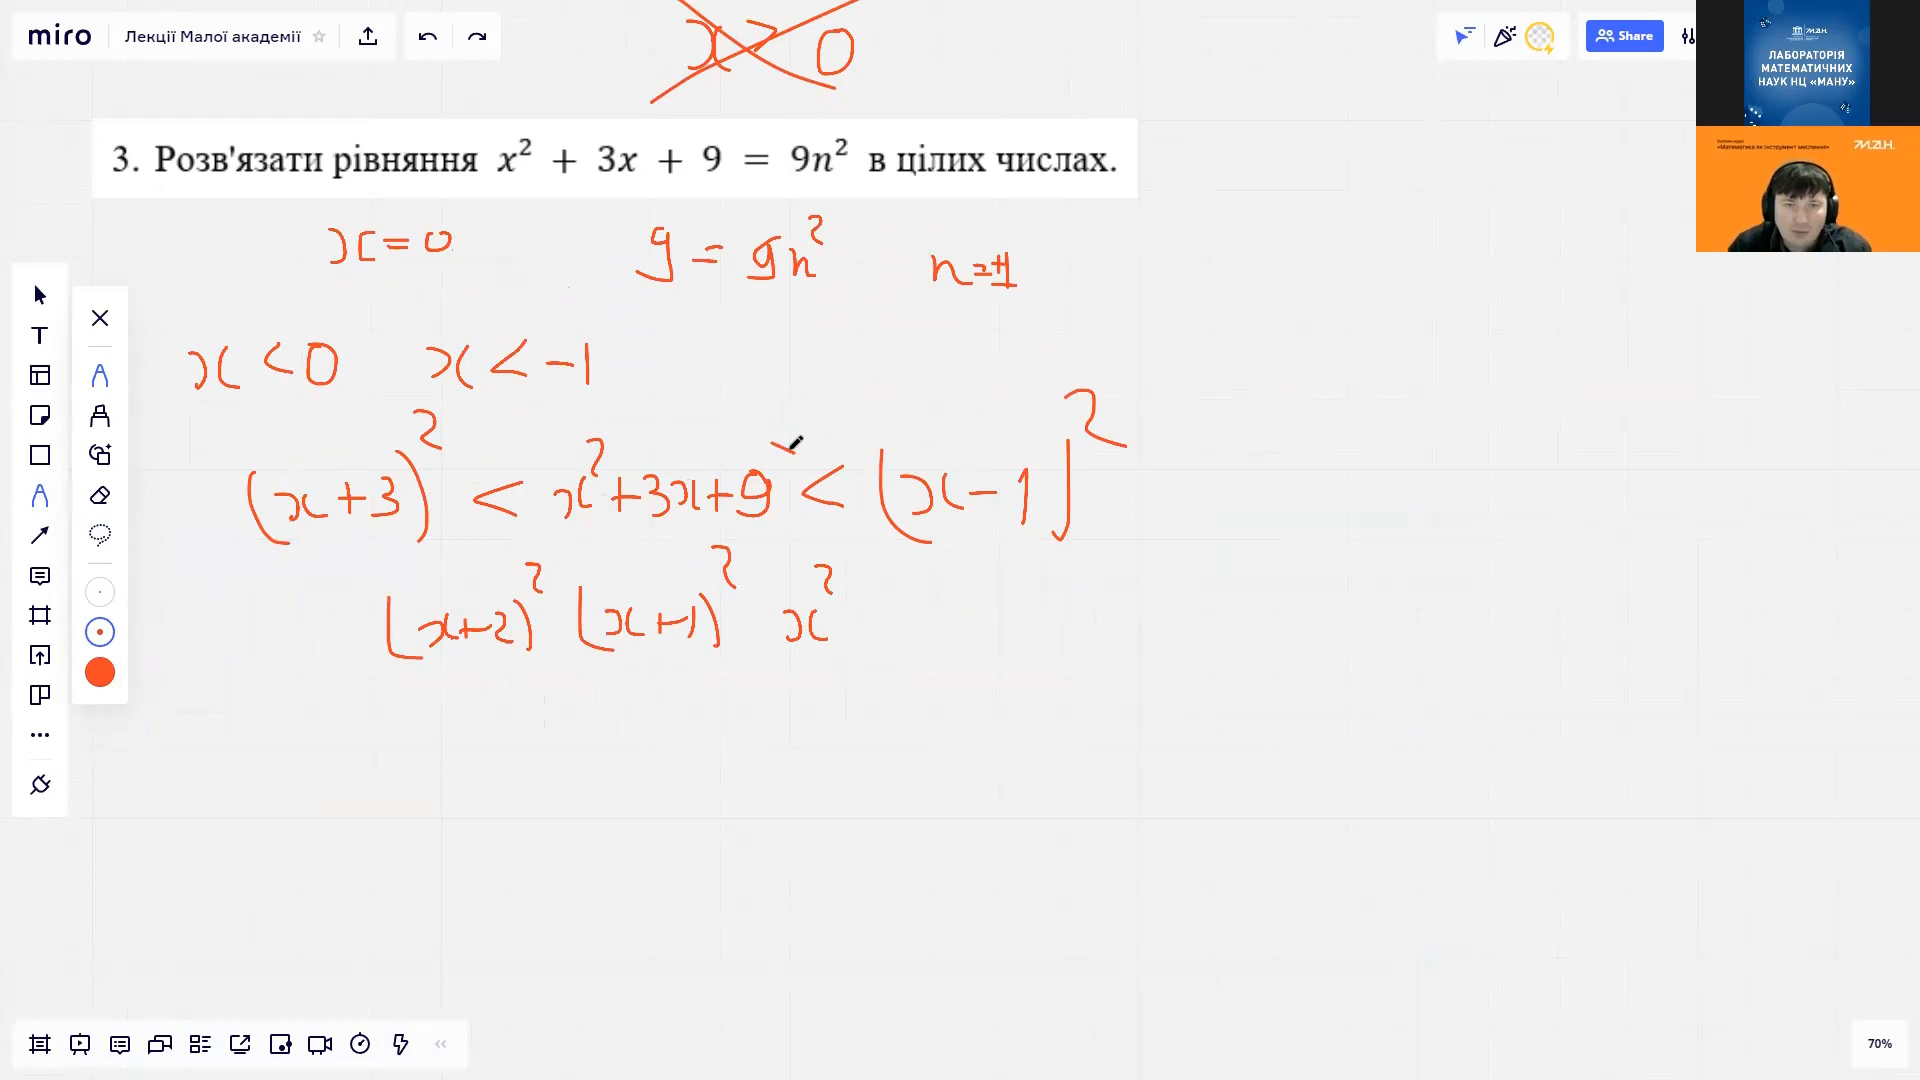 miro
Лекції Малої академії
Share
ЛАБОРАТОРІЯ
МАТЕМАТИЧНИХ
НАУК НЦ «МАНУ»
М.А.Н.
x > 0
3. Розв'язати рівняння x² + 3x + 9 = 9n² в цілих числах.
x = 0 9 = 9n² n = ±1
x < 0 x < -1
(x+3)² < x²+3x+9 < (x-1)²
(x+2)² (x+1)² x²
70%